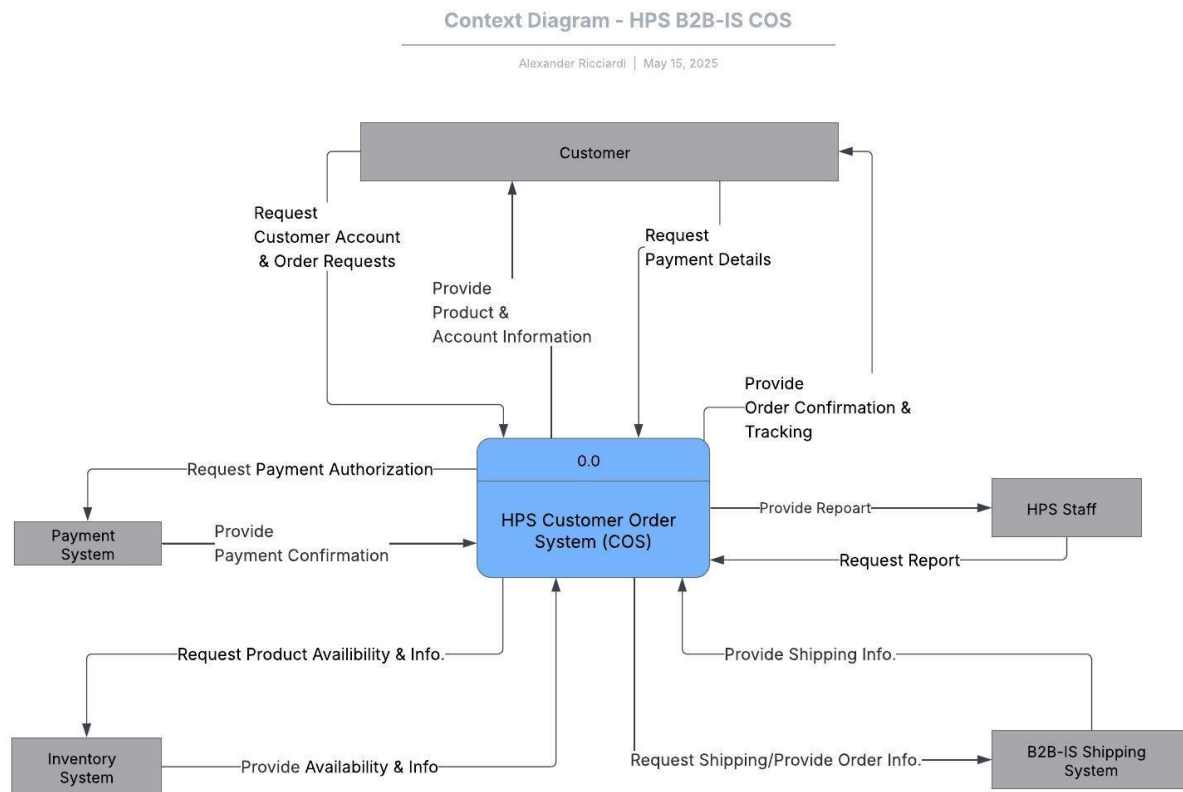 Context Diagram - HPS B2B-IS COS
Alexander Ricciardi | May 15, 2025
Customer
Request
Customer Account
& Order Requests
Request
Payment Details
Provide
Product &
Account Information
Provide
Order Confirmation &
Tracking
0.0
HPS Customer Order
System (COS)
Request Payment Authorization
Payment
System
Provide
Payment Confirmation
Provide Repoart
HPS Staff
Request Report
Request Product Availibility & Info.
Provide Shipping Info.
Inventory
System
Provide Availability & Info
Request Shipping/Provide Order Info.
B2B-IS Shipping
System